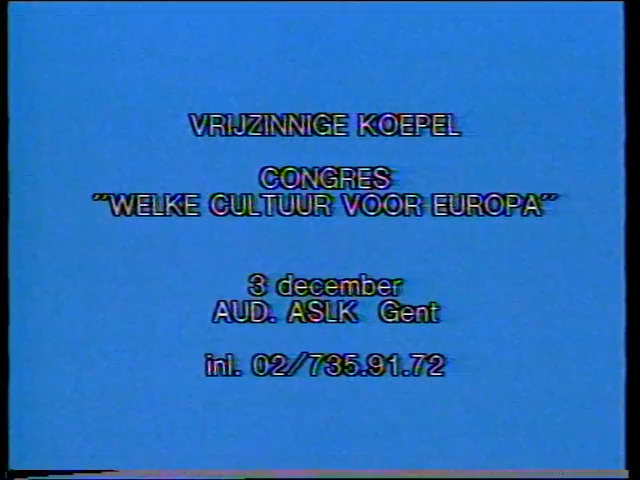 VRIJZINNIGE KOEPEL
CONGRES
"WELKE CULTUUR VOOR EUROPA"
3 december
AUD. ASLK Gent
inl. 02/735.91.72